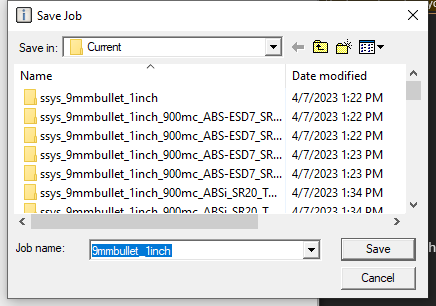 Save Job
Save in: Current
Name Date modified
ssys_9mmbullet_1inch 4/7/2023 1:22 PM
ssys_9mmbullet_1inch_900mc_ABS-ESD7_SR... 4/7/2023 1:22 PM
ssys_9mmbullet_1inch_900mc_ABS-ESD7_SR... 4/7/2023 1:22 PM
ssys_9mmbullet_1inch_900mc_ABS-ESD7_SR... 4/7/2023 1:23 PM
ssys_9mmbullet_1inch_900mc_ABS-ESD7_SR... 4/7/2023 1:23 PM
ssys_9mmbullet_1inch_900mc_ABSi_SR20_T... 4/7/2023 1:34 PM
ssys_9mmbullet_1inch_900mc_ABSi_SR20_T... 4/7/2023 1:34 PM
Job name: 9mmbullet_1inch Save
Cancel